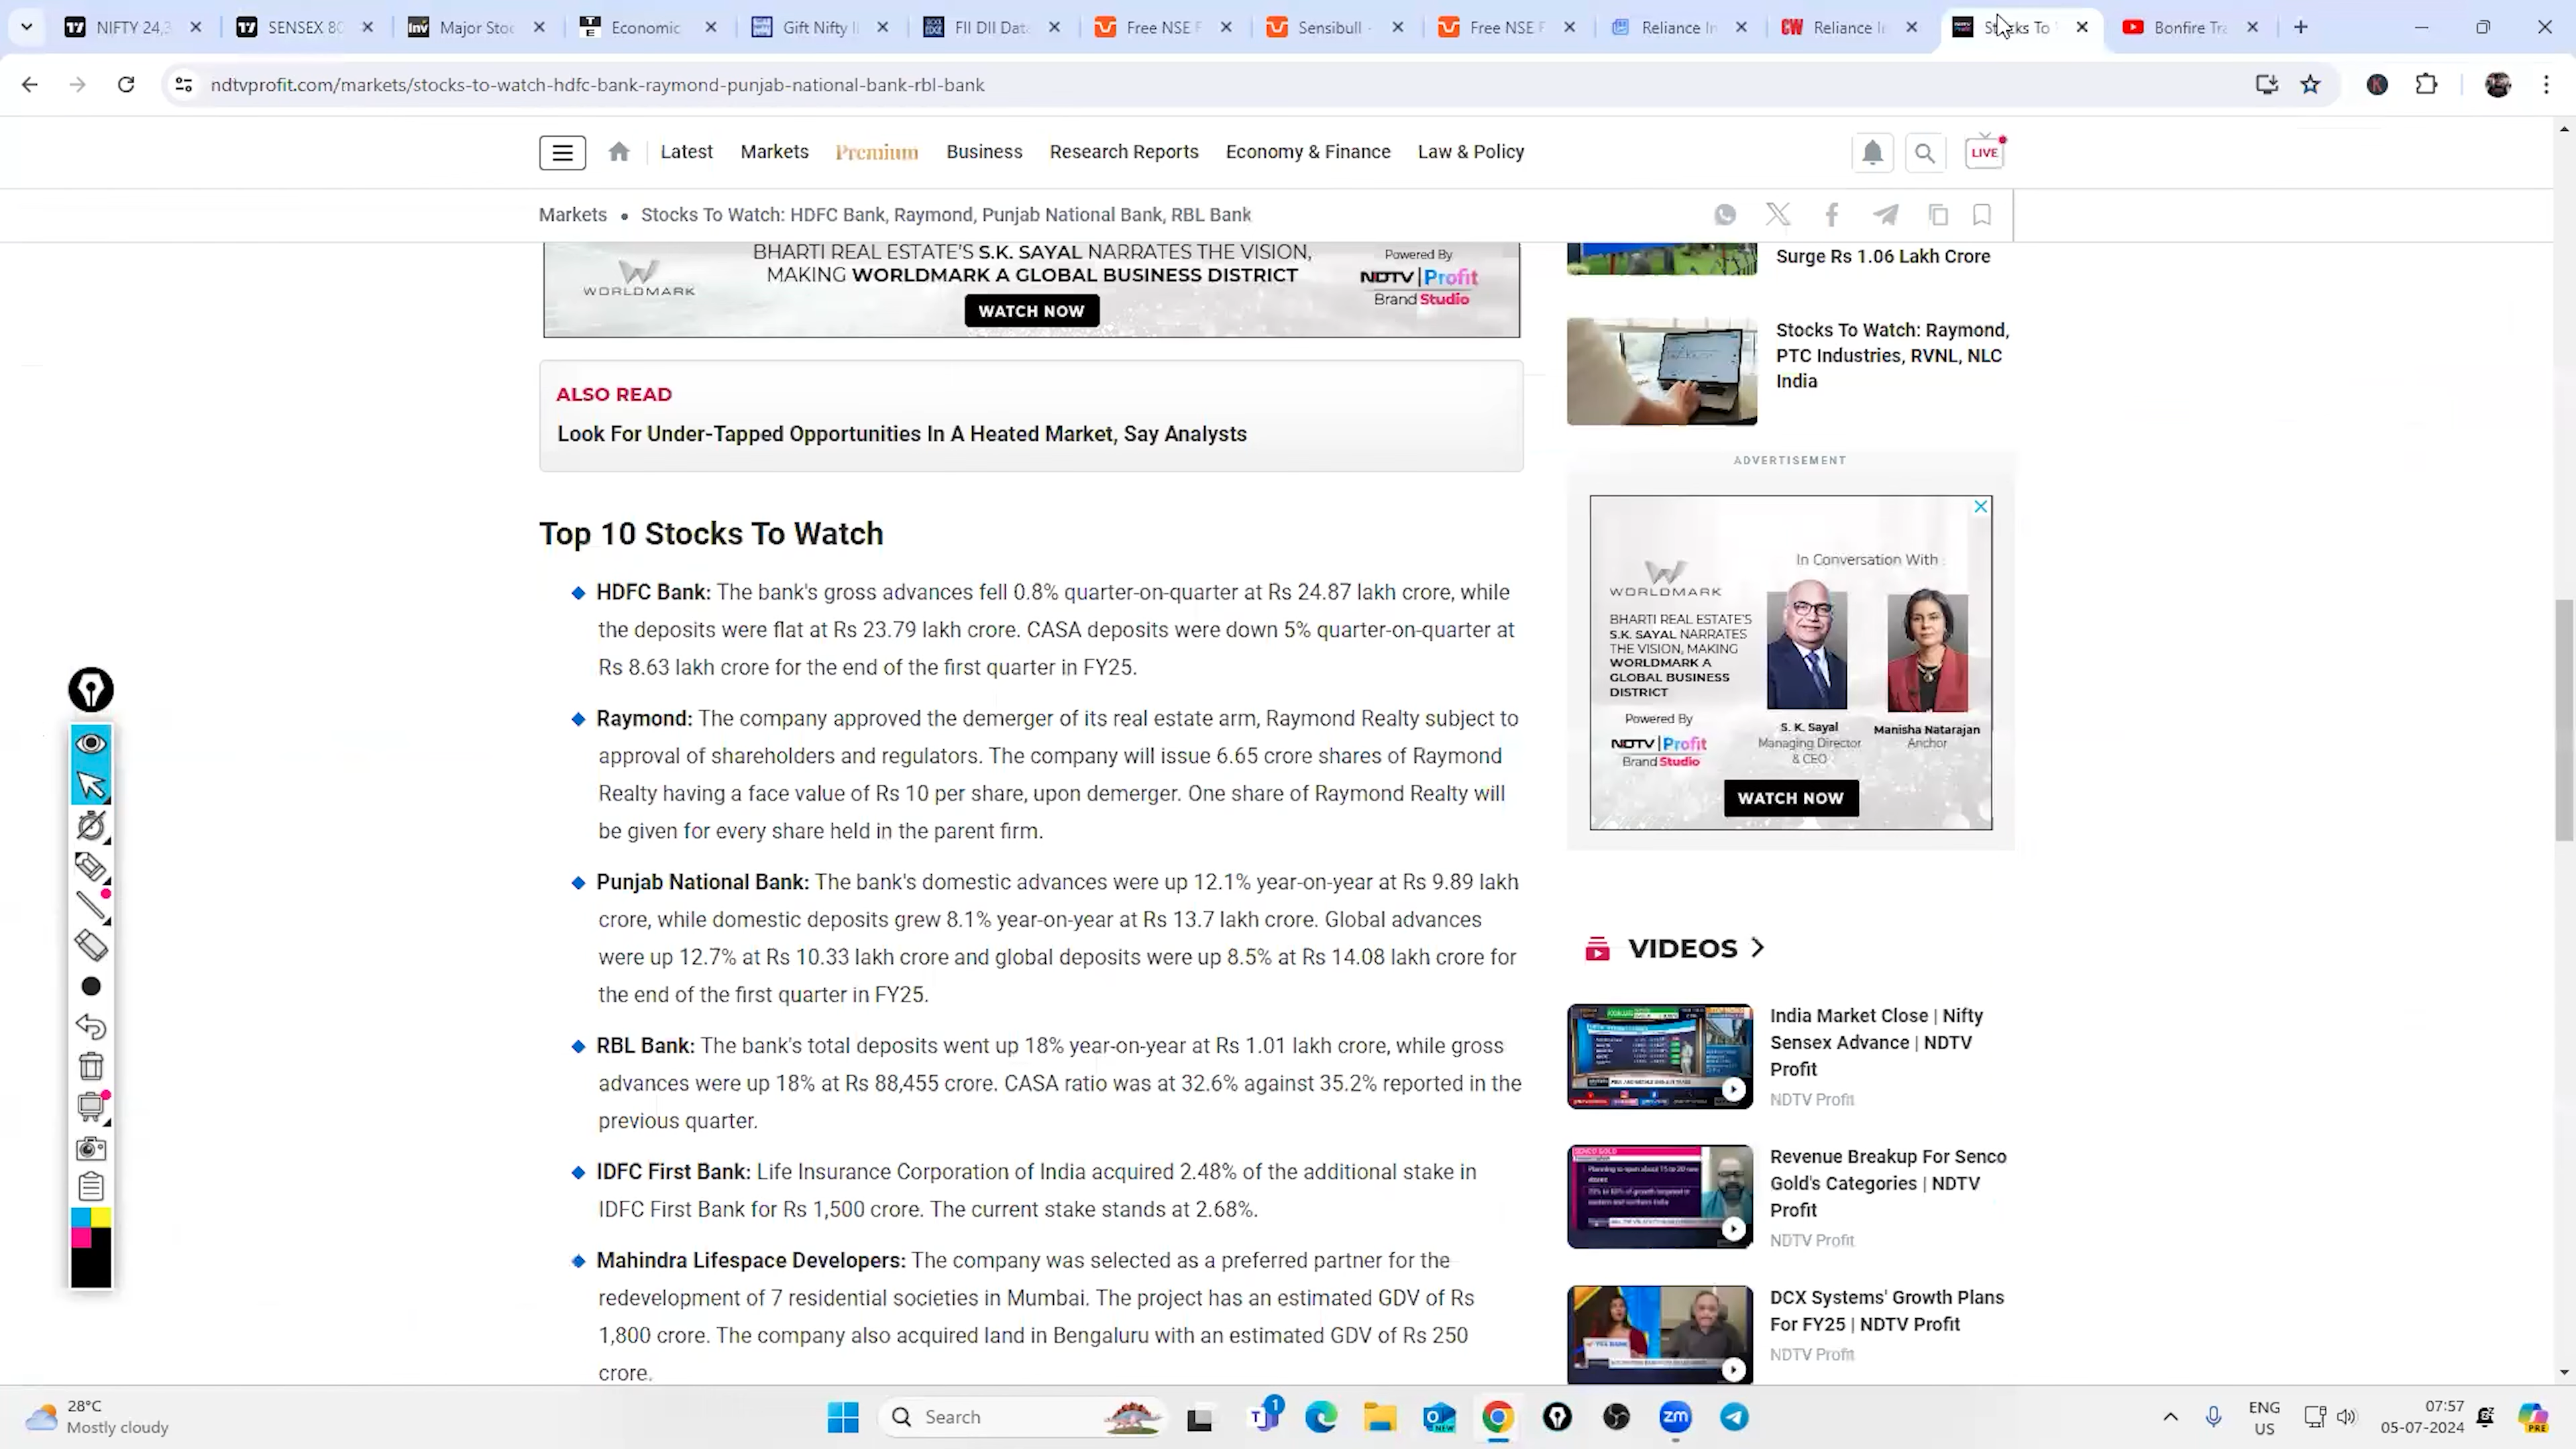 NIFTY 24,3
SENSEX 80
Major Stoc
Economic
Gift Nifty I
FII DII Data
Free NSE F
Sensibull -
Free NSE F
Reliance In
Reliance I
Stocks To
Bonfire Tra
ndtvprofit.com/markets/stocks-to-watch-hdfc-bank-raymond-punjab-national-bank-rbl-bank
Latest Markets Premium Business Research Reports Economy & Finance Law & Policy
LIVE
Markets • Stocks To Watch: HDFC Bank, Raymond, Punjab National Bank, RBL Bank
WORLDMARK
BHARTI REAL ESTATE'S S.K. SAYAL NARRATES THE VISION,
MAKING WORLDMARK A GLOBAL BUSINESS DISTRICT
WATCH NOW
Powered By
NDTV | Profit
Brand Studio
ALSO READ
Look For Under-Tapped Opportunities In A Heated Market, Say Analysts
Top 10 Stocks To Watch
HDFC Bank: The bank's gross advances fell 0.8% quarter-on-quarter at Rs 24.87 lakh crore, while
the deposits were flat at Rs 23.79 lakh crore. CASA deposits were down 5% quarter-on-quarter at
Rs 8.63 lakh crore for the end of the first quarter in FY25.
Raymond: The company approved the demerger of its real estate arm, Raymond Realty subject to
approval of shareholders and regulators. The company will issue 6.65 crore shares of Raymond
Realty having a face value of Rs 10 per share, upon demerger. One share of Raymond Realty will
be given for every share held in the parent firm.
Punjab National Bank: The bank's domestic advances were up 12.1% year-on-year at Rs 9.89 lakh
crore, while domestic deposits grew 8.1% year-on-year at Rs 13.7 lakh crore. Global advances
were up 12.7% at Rs 10.33 lakh crore and global deposits were up 8.5% at Rs 14.08 lakh crore for
the end of the first quarter in FY25.
RBL Bank: The bank's total deposits went up 18% year-on-year at Rs 1.01 lakh crore, while gross
advances were up 18% at Rs 88,455 crore. CASA ratio was at 32.6% against 35.2% reported in the
previous quarter.
IDFC First Bank: Life Insurance Corporation of India acquired 2.48% of the additional stake in
IDFC First Bank for Rs 1,500 crore. The current stake stands at 2.68%.
Mahindra Lifespace Developers: The company was selected as a preferred partner for the
redevelopment of 7 residential societies in Mumbai. The project has an estimated GDV of Rs
1,800 crore. The company also acquired land in Bengaluru with an estimated GDV of Rs 250
crore.
Surge Rs 1.06 Lakh Crore
Stocks To Watch: Raymond,
PTC Industries, RVNL, NLC
India
ADVERTISEMENT
In Conversation With
WORLDMARK
BHARTI REAL ESTATE'S
S.K. SAYAL NARRATES
THE VISION, MAKING
WORLDMARK A
GLOBAL BUSINESS
DISTRICT
Powered By
NDTV | Profit
Brand Studio
S. K. Sayal
Managing Director
& CEO
Manisha Natarajan
Anchor
WATCH NOW
VIDEOS
India Market Close | Nifty
Sensex Advance | NDTV
Profit
NDTV Profit
Revenue Breakup For Senco
Gold's Categories | NDTV
Profit
NDTV Profit
DCX Systems' Growth Plans
For FY25 | NDTV Profit
NDTV Profit
28°C
Mostly cloudy
Search
1
zm
ENG
US
07:57
05-07-2024
PRE